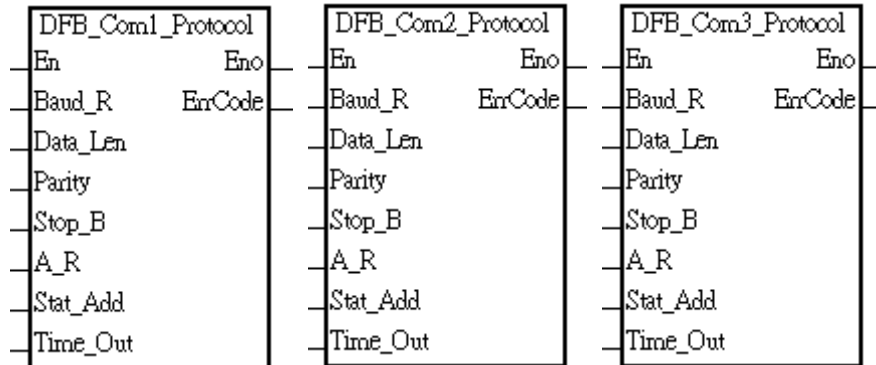 DFB_Com1_Protocol
En Eno
Baud_R ErrCode
Data_Len
Parity
Stop_B
A_R
Stat_Add
Time_Out
DFB_Com2_Protocol
En Eno
Baud_R ErrCode
Data_Len
Parity
Stop_B
A_R
Stat_Add
Time_Out
DFB_Com3_Protocol
En Eno
Baud_R ErrCode
Data_Len
Parity
Stop_B
A_R
Stat_Add
Time_Out